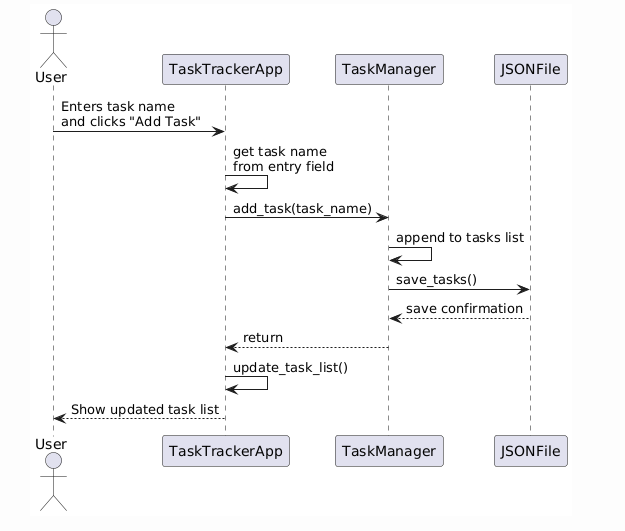 User
TaskTrackerApp
TaskManager
JSONFile
Enters task name
and clicks "Add Task"
get task name
from entry field
add_task(task_name)
append to tasks list
save_tasks()
save confirmation
return
update_task_list()
Show updated task list
User
TaskTrackerApp
TaskManager
JSONFile